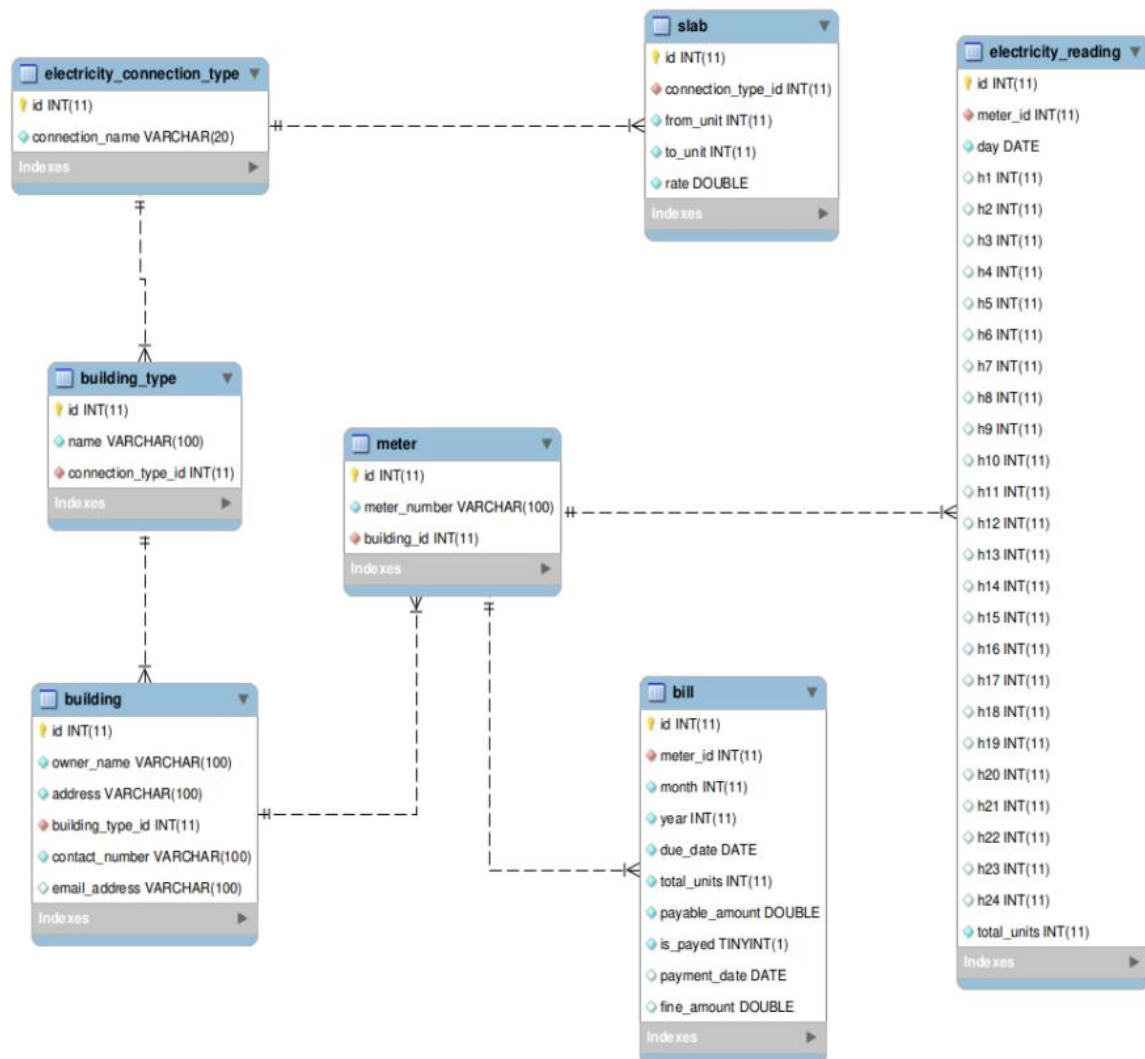 electricity_connection_type
id INT(11)
connection_name VARCHAR(20)
Indexes
slab
id INT(11)
connection_type_id INT(11)
from_unit INT(11)
to_unit INT(11)
rate DOUBLE
Indexes
electricity_reading
id INT(11)
meter_id INT(11)
day DATE
h1 INT(11)
h2 INT(11)
h3 INT(11)
h4 INT(11)
h5 INT(11)
h6 INT(11)
h7 INT(11)
h8 INT(11)
h9 INT(11)
h10 INT(11)
h11 INT(11)
h12 INT(11)
h13 INT(11)
h14 INT(11)
h15 INT(11)
h16 INT(11)
h17 INT(11)
h18 INT(11)
h19 INT(11)
h20 INT(11)
h21 INT(11)
h22 INT(11)
h23 INT(11)
h24 INT(11)
total_units INT(11)
Indexes
building_type
id INT(11)
name VARCHAR(100)
connection_type_id INT(11)
Indexes
meter
id INT(11)
meter_number VARCHAR(100)
building_id INT(11)
Indexes
building
id INT(11)
owner_name VARCHAR(100)
address VARCHAR(100)
building_type_id INT(11)
contact_number VARCHAR(100)
email_address VARCHAR(100)
Indexes
bill
id INT(11)
meter_id INT(11)
month INT(11)
year INT(11)
due_date DATE
total_units INT(11)
payable_amount DOUBLE
is_payed TINYINT(1)
payment_date DATE
fine_amount DOUBLE
Indexes